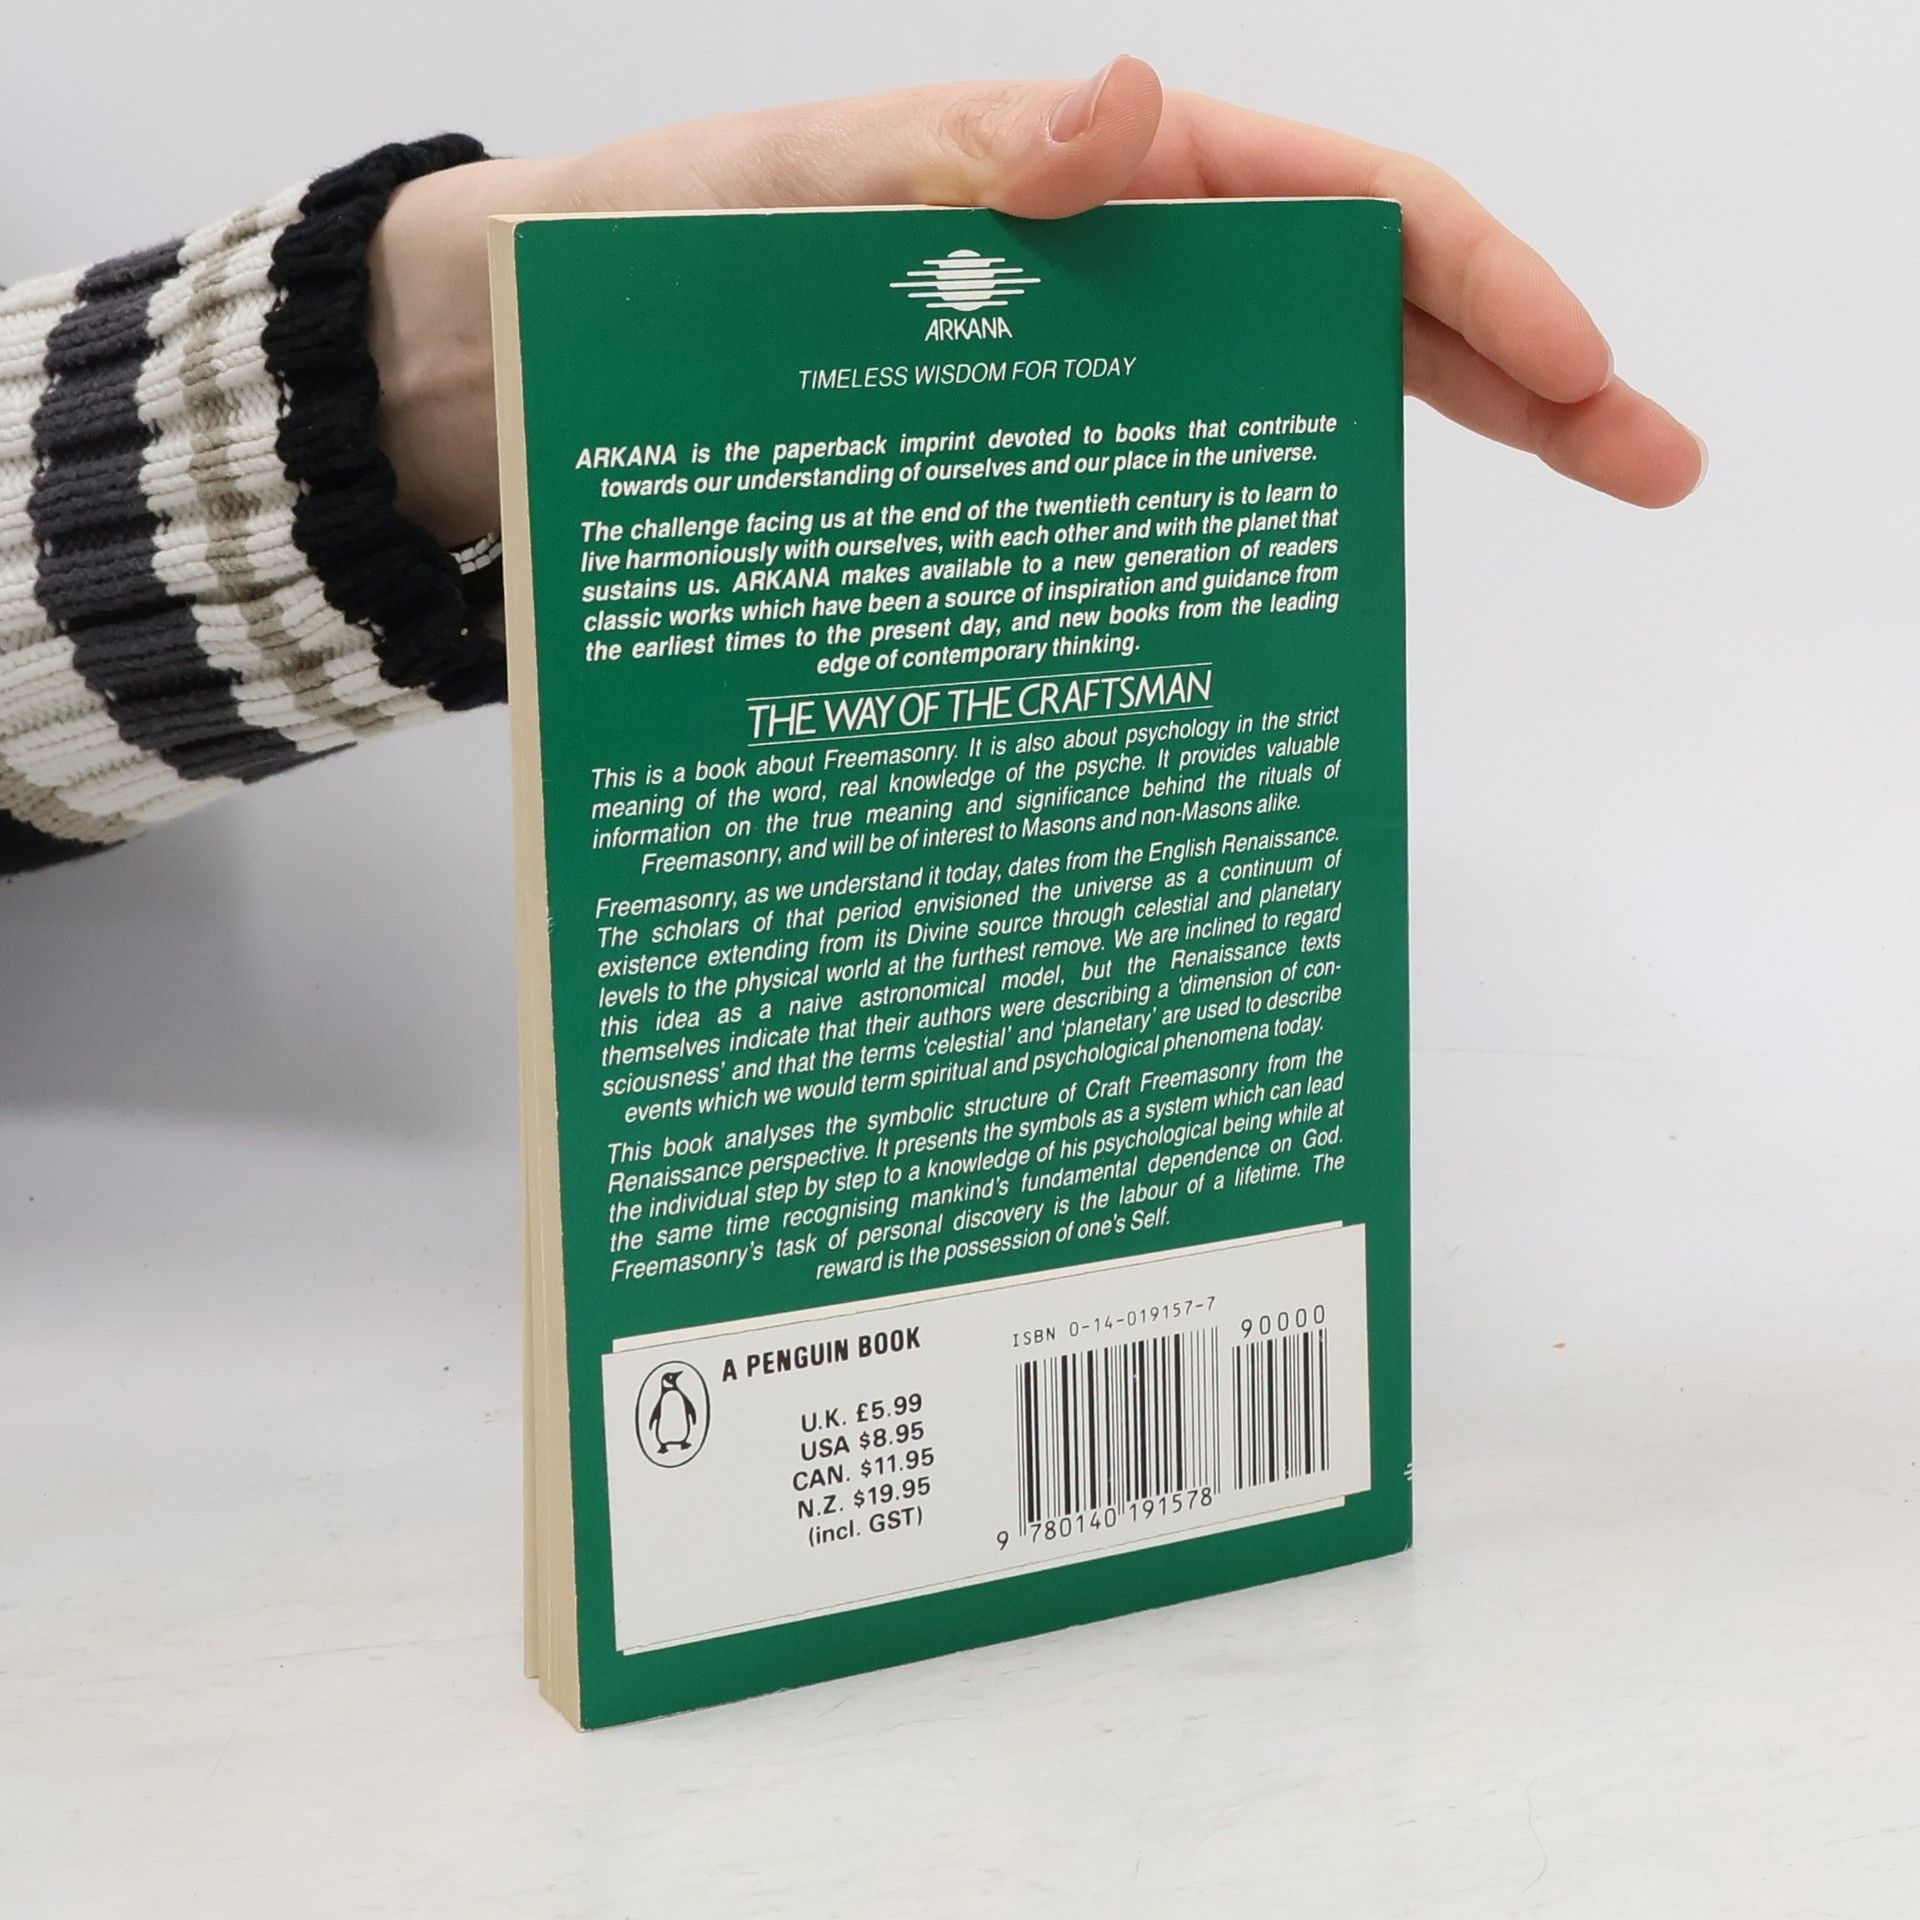 ARKANA
TIMELESS WISDOM FOR TODAY
ARKANA is the paperback imprint devoted to books that contribute
towards our understanding of ourselves and our place in the universe.
The challenge facing us at the end of the twentieth century is to learn to
live harmoniously with ourselves, with each other and with the planet that
sustains us. ARKANA makes available to a new generation of readers
classic works which have been a source of inspiration and guidance from
the earliest times to the present day, and new books from the leading
edge of contemporary thinking.
THE WAY OF THE CRAFTSMAN
This is a book about Freemasonry. It is also about psychology in the strict
meaning of the word, real knowledge of the psyche. It provides valuable
information on the true meaning and significance behind the rituals of
Freemasonry, and will be of interest to Masons and non-Masons alike.
Freemasonry, as we understand it today, dates from the English Renaissance.
The scholars of that period envisioned the universe as a continuum of
existence extending from its Divine source through celestial and planetary
levels to the physical world at the furthest remove. We are inclined to regard
this idea as a naive astronomical model, but the Renaissance texts
themselves indicate that their authors were describing a 'dimension of con-
sciousness' and that the terms 'celestial' and 'planetary' are used to describe
events which we would term spiritual and psychological phenomena today.
This book analyses the symbolic structure of Craft Freemasonry from the
Renaissance perspective. It presents the symbols as a system which can lead
the individual step by step to a knowledge of his psychological being while at
the same time recognising mankind's fundamental dependence on God.
Freemasonry's task of personal discovery is the labour of a lifetime. The
reward is the possession of one's Self.
A PENGUIN BOOK
U.K. £5.99
USA $8.95
CAN. $11.95
N.Z. $19.95
(incl. GST)
ISBN 0-14-019157-7
90000
9 780140 191578